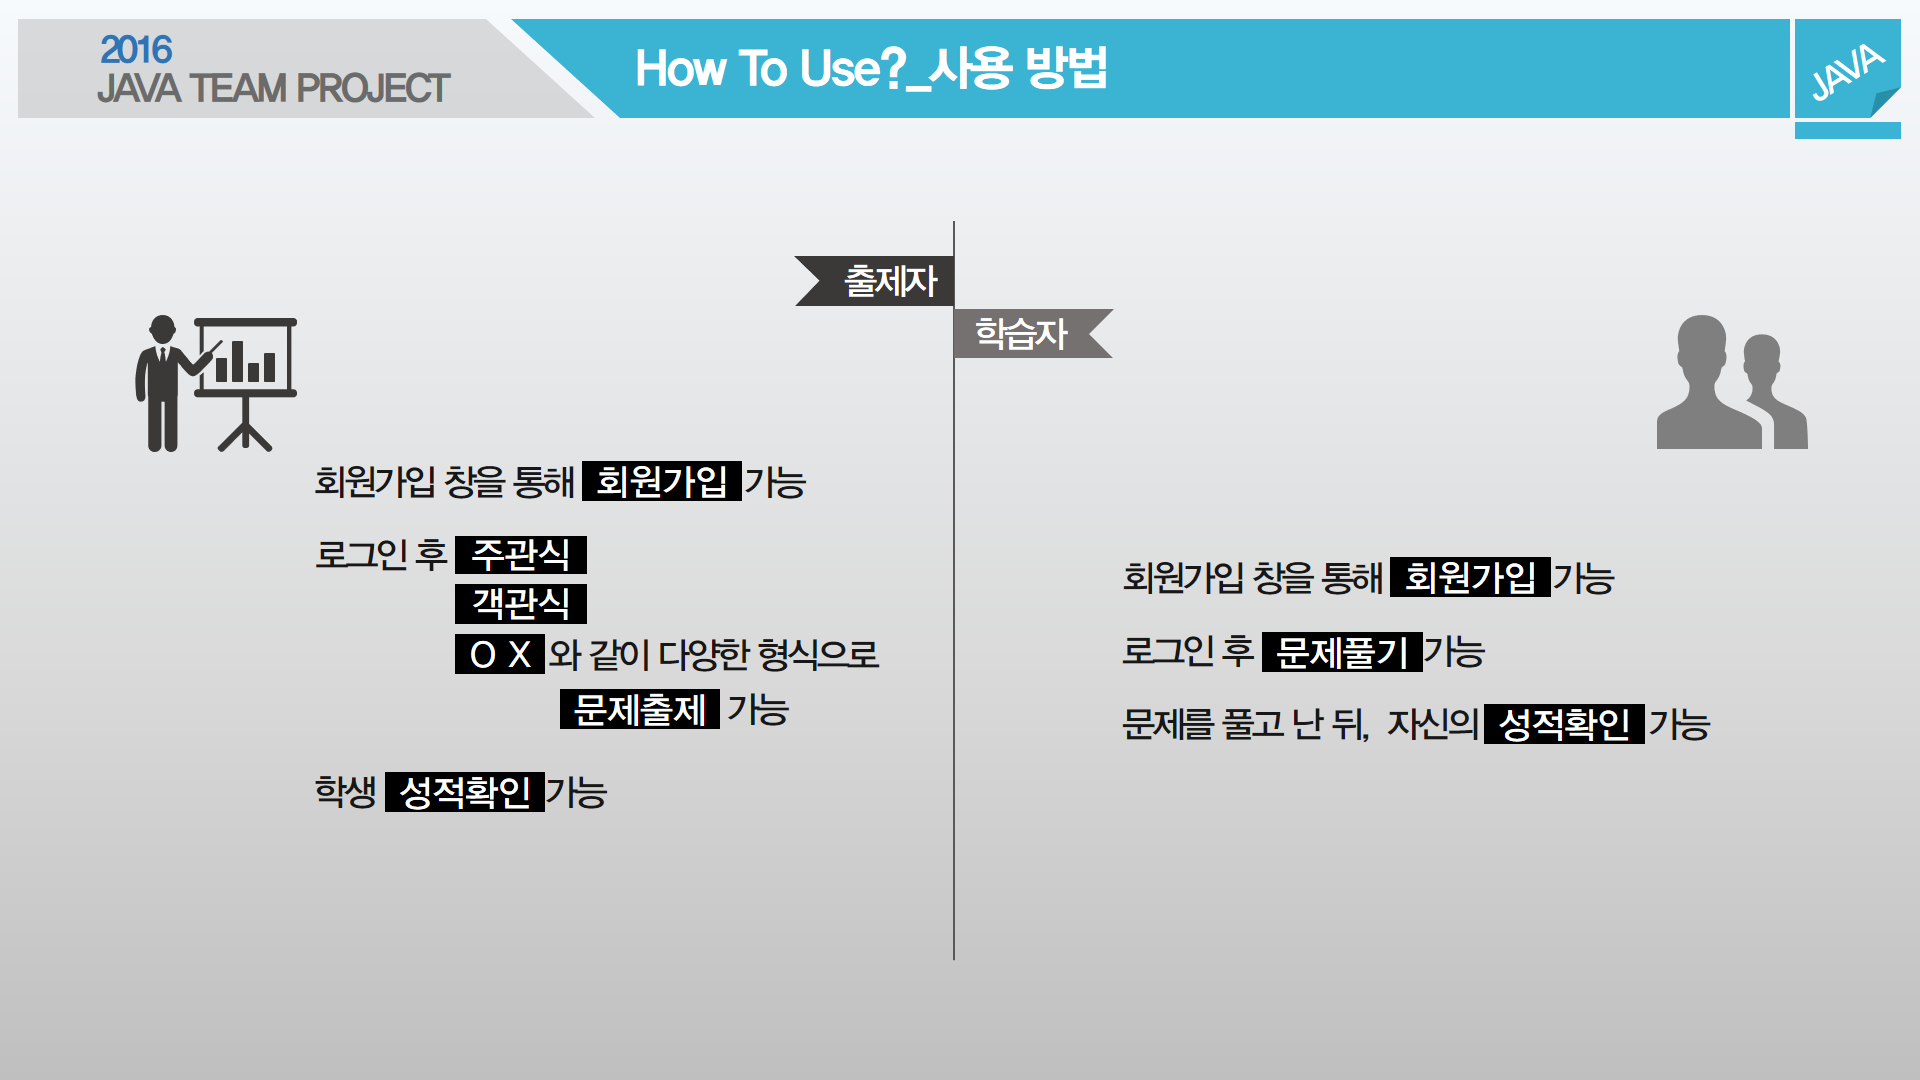 2016
JAVA TEAM PROJECT
How To Use?_사용 방법
JAVA
출제자
학습자
회원가입 창을 통해 회원가입 가능
로그인 후 주관식
객관식
O X 와 같이 다양한 형식으로
문제출제 가능
학생 성적확인 가능
회원가입 창을 통해 회원가입 가능
로그인 후 문제풀기 가능
문제를 풀고 난 뒤, 자신의 성적확인 가능